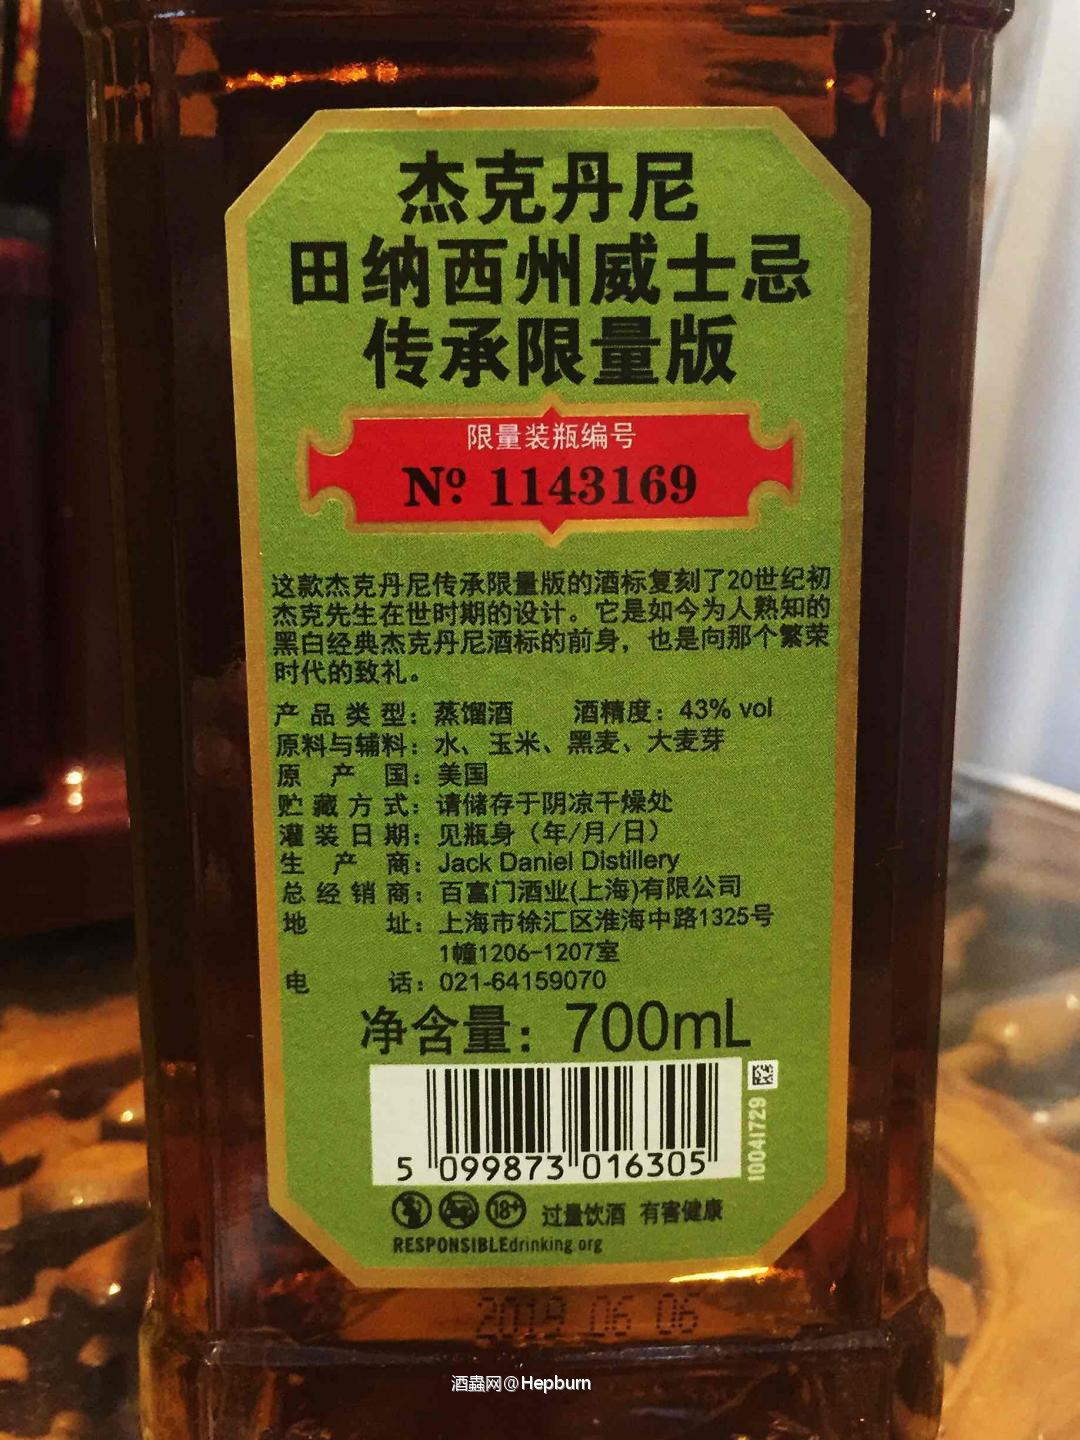 杰克丹尼
田纳西州威士忌
传承限量版
限量装瓶编号
Nº 1143169
这款杰克丹尼传承限量版的酒标复刻了20世纪初
杰克先生在世时期的设计。它是如今为人熟知的
黑白经典杰克丹尼酒标的前身，也是向那个繁荣
时代的致礼。
产品类型：蒸馏酒 酒精度：43% vol
原料与辅料：水、玉米、黑麦、大麦芽
原产国：美国
贮藏方式：请储存于阴凉干燥处
灌装日期：见瓶身（年/月/日）
生产商：Jack Daniel Distillery
总经销商：百富门酒业(上海)有限公司
地址：上海市徐汇区淮海中路1325号
1幢1206-1207室
电话：021-64159070
净含量：700mL
10041729
5 099873 016305
18+ 过量饮酒 有害健康
RESPONSIBLEdrinking.org
2019 06 06
酒蟲网@Hepburn